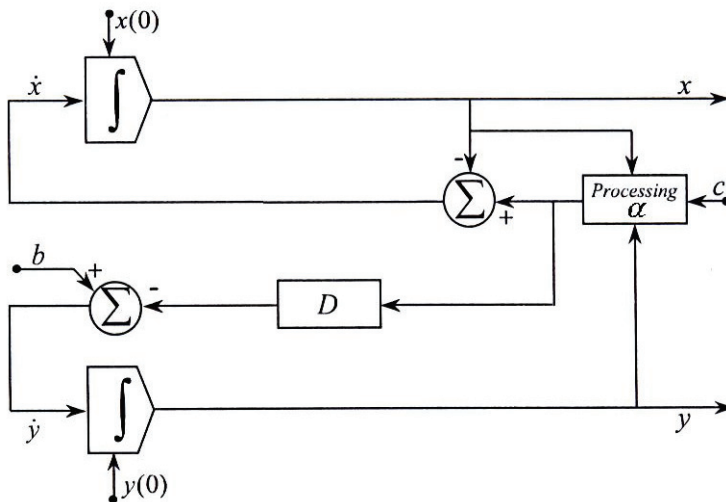 x(0)
ẋ
∫
x
-
Σ
+
Processing
α
c
b
+
Σ
-
D
ẏ
∫
y
y(0)